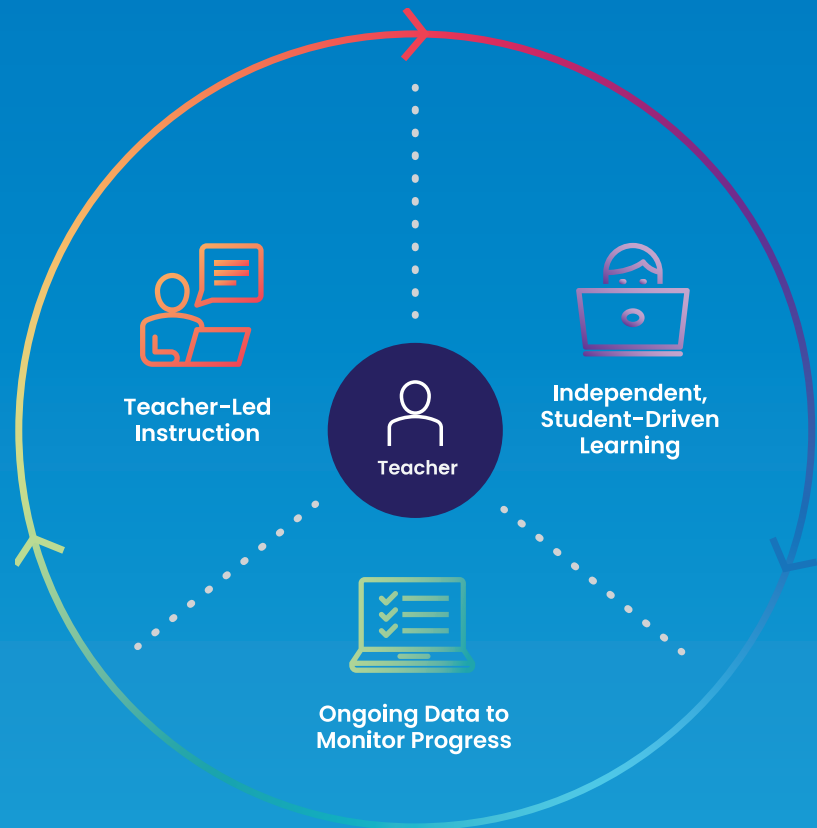 Teacher-Led
Instruction
Independent,
Student-Driven
Learning
Teacher
Ongoing Data to
Monitor Progress